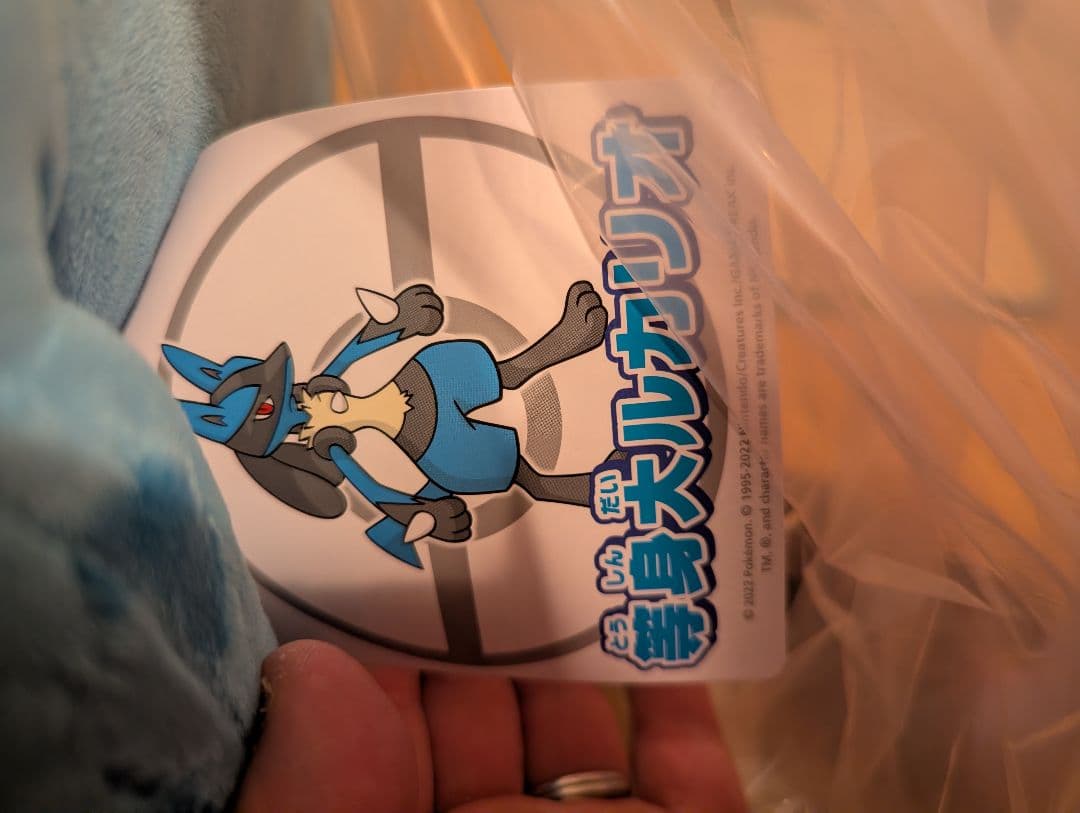 とうしんだい
等身大ルカリオ
© 2022 Pokémon. © 1995-2022 Nintendo/Creatures Inc./GAME FREAK inc.
TM, ®, and character names are trademarks of Nintendo.